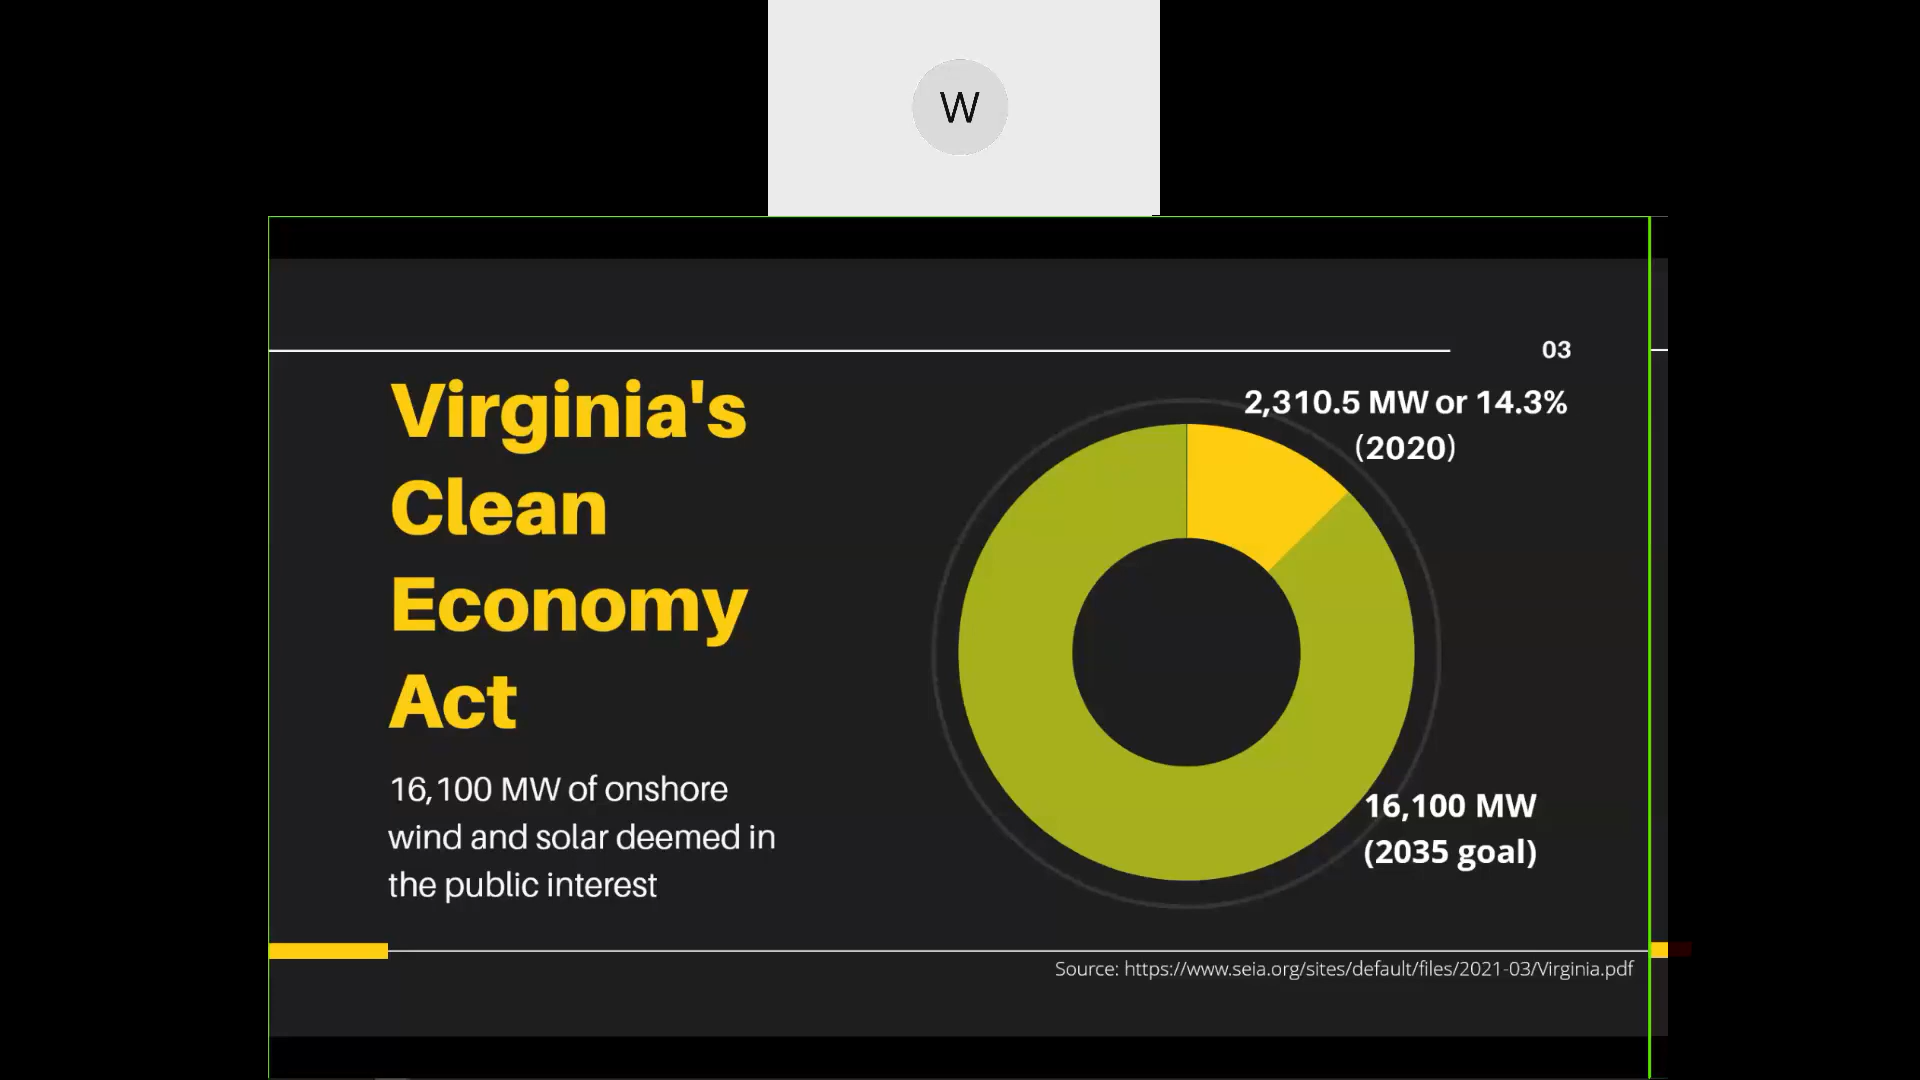 W
03
Virginia's
Clean
Economy
Act
16,100 MW of onshore
wind and solar deemed in
the public interest
2,310.5 MW or 14.3%
(2020)
16,100 MW
(2035 goal)
Source: https://www.seia.org/sites/default/files/2021-03/Virginia.pdf